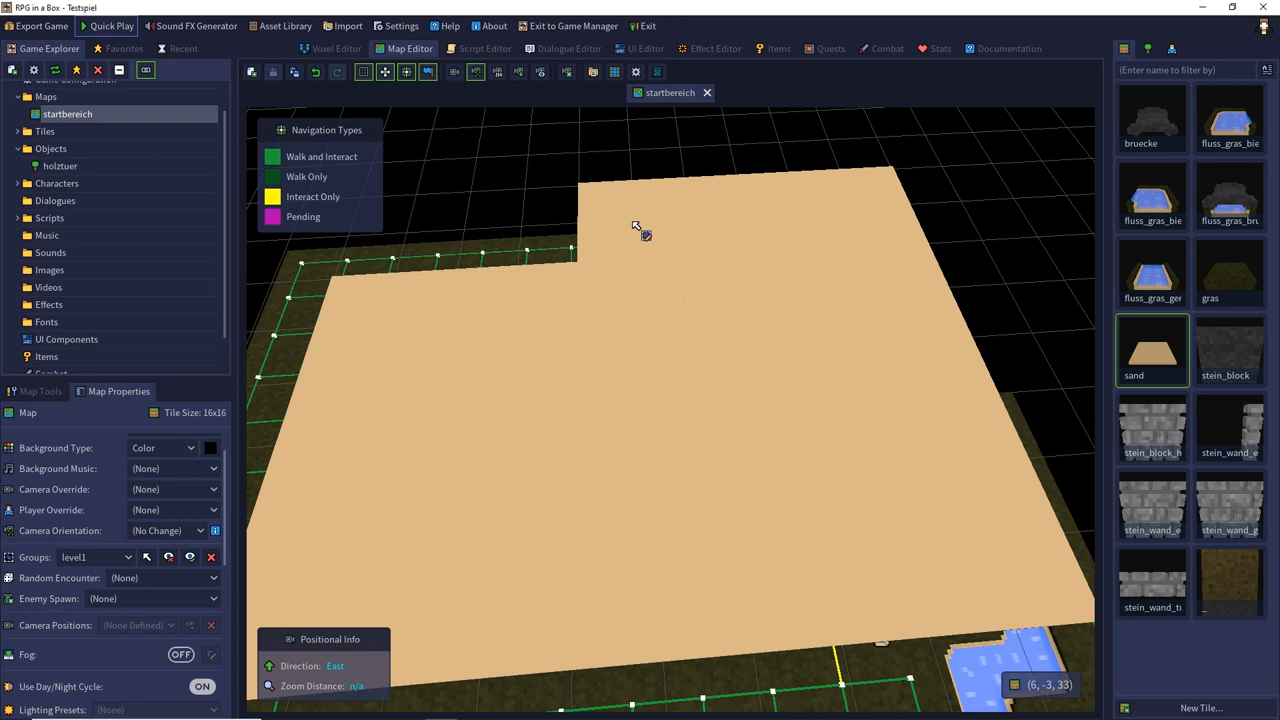 RPG in a Box - Testspiel
Export Game
Quick Play
Sound FX Generator
Asset Library
Import
Settings
Help
About
Exit to Game Manager
Exit
Game Explorer
Favorites
Recent
Voxel Editor
Map Editor
Script Editor
Dialogue Editor
UI Editor
Effect Editor
Items
Quests
Combat
Stats
Documentation
startbereich
Game Configuration
Maps
startbereich
Tiles
Objects
holztuer
Characters
Dialogues
Scripts
Music
Sounds
Images
Videos
Effects
Fonts
UI Components
Items
Combat
Map Tools
Map Properties
Map
Tile Size: 16x16
Background Type: Color
Background Music: (None)
Camera Override: (None)
Player Override: (None)
Camera Orientation: (No Change)
Groups: level1
Random Encounter: (None)
Enemy Spawn: (None)
Camera Positions: (None Defined)
Fog: OFF
Use Day/Night Cycle: ON
Lighting Presets: (None)
Navigation Types
Walk and Interact
Walk Only
Interact Only
Pending
Positional Info
Direction: East
Zoom Distance: n/a
(6, -3, 33)
(Enter name to filter by)
bruecke
fluss_gras_bie
fluss_gras_bie
fluss_gras_bru
fluss_gras_ger
gras
sand
stein_block
stein_block_h
stein_wand_e
stein_wand_e
stein_wand_g
stein_wand_tu
_
New Tile...